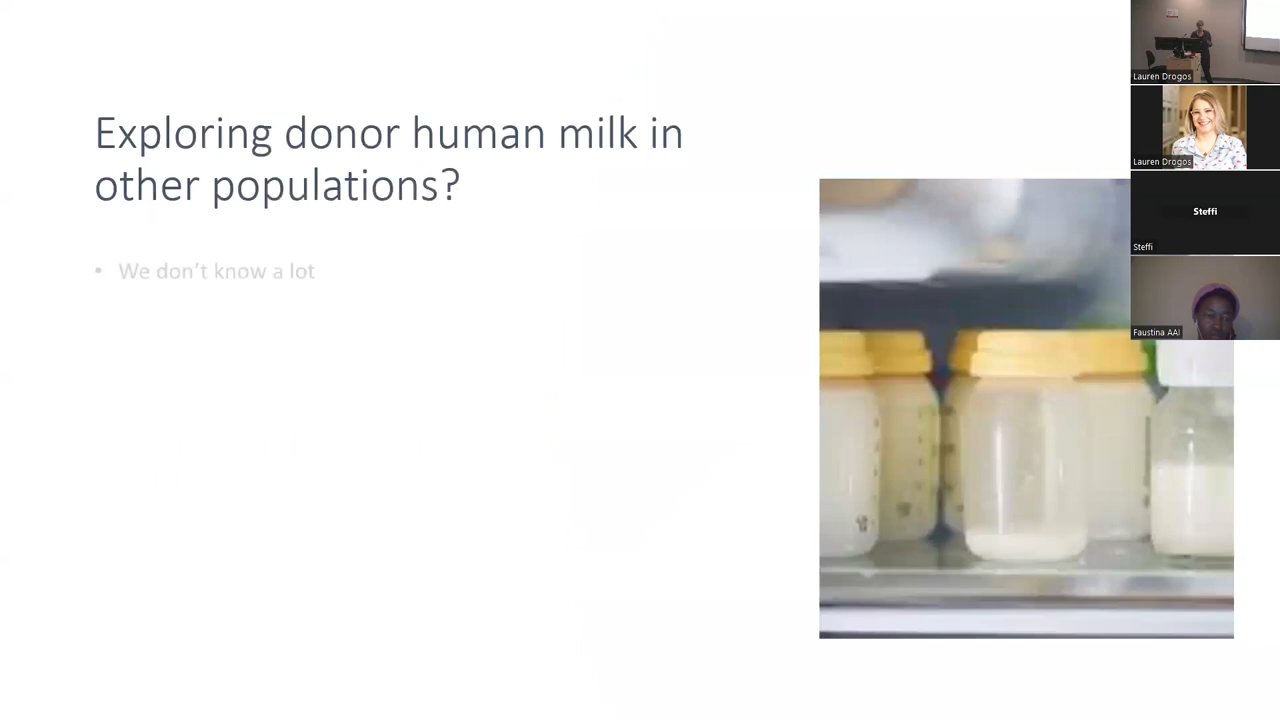 Exploring donor human milk in
other populations?
• We don't know a lot
Lauren Drogos
Lauren Drogos
Steffi
Steffi
Faustina AAI